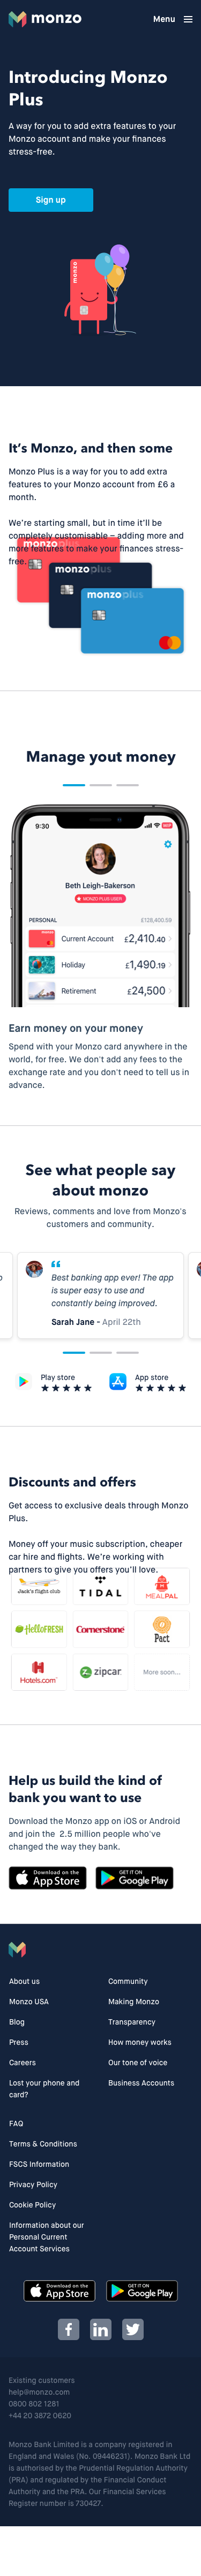 monzo
Menu
Introducing Monzo
Plus
A way for you to add extra features to your
Monzo account and make your finances
stress-free.
Sign up
monzo
It's Monzo, and then some
Monzo Plus is a way for you to add extra
features to your Monzo account from £6 a
month.
We're starting small, but in time it'll be
completely customisable – adding more and
more features to make your finances stress-
free.
monzoplus
monzoplus
monzoplus
Manage yout money
9:30
Beth Leigh-Bakerson
MONZO PLUS USER
PERSONAL £128,400.59
Current Account £2,410.40
Holiday £1,490.19
Retirement £24,500
Earn money on your money
Spend with your Monzo card anywhere in the
world, for free. We don't add any fees to the
exchange rate and you don't need to tell us in
advance.
See what people say
about monzo
Reviews, comments and love from Monzo's
customers and community.
Best banking app ever! The app
is super easy to use and
constantly being improved.
Sarah Jane - April 22th
Play store
App store
Discounts and offers
Get access to exclusive deals through Monzo
Plus.
Money off your music subscription, cheaper
car hire and flights. We're working with
partners to give you offers you'll love.
Jack's flight club
TIDAL
MEALPAL
HelloFRESH
Cornerstone
Pact
Hotels.com
zipcar
More soon...
Help us build the kind of
bank you want to use
Download the Monzo app on iOS or Android
and join the 2.5 million people who've
changed the way they bank.
Download on the
App Store
GET IT ON
Google Play
About us
Community
Monzo USA
Making Monzo
Blog
Transparency
Press
How money works
Careers
Our tone of voice
Lost your phone and
card?
Business Accounts
FAQ
Terms & Conditions
FSCS Information
Privacy Policy
Cookie Policy
Information about our
Personal Current
Account Services
Download on the
App Store
GET IT ON
Google Play
Existing customers
help@monzo.com
0800 802 1281
+44 20 3872 0620
Monzo Bank Limited is a company registered in
England and Wales (No. 09446231). Monzo Bank Ltd
is authorised by the Prudential Regulation Authority
(PRA) and regulated by the Financial Conduct
Authority and the PRA. Our Financial Services
Register number is 730427.